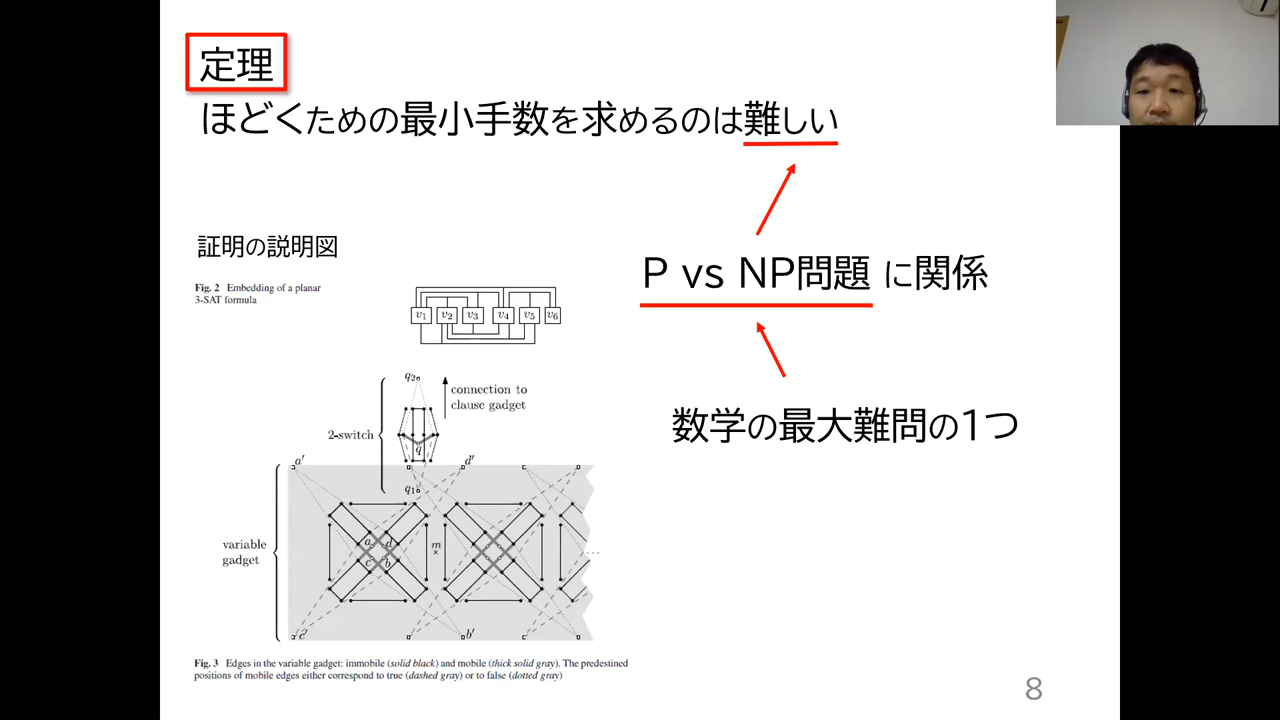 定理
ほどくための最小手数を求めるのは難しい
P vs NP問題 に関係
数学の最大難問の1つ
証明の説明図
Fig. 2 Embedding of a planar
3-SAT formula
v1 v2 v3 v4 v5 v6
q2
connection to
clause gadget
2-switch
q
a′ d′
q1
variable
gadget
a d m
c b
...
c′ b′
Fig. 3 Edges in the variable gadget: immobile (solid black) and mobile (thick solid gray). The predestined
positions of mobile edges either correspond to true (dashed gray) or to false (dotted gray)
8